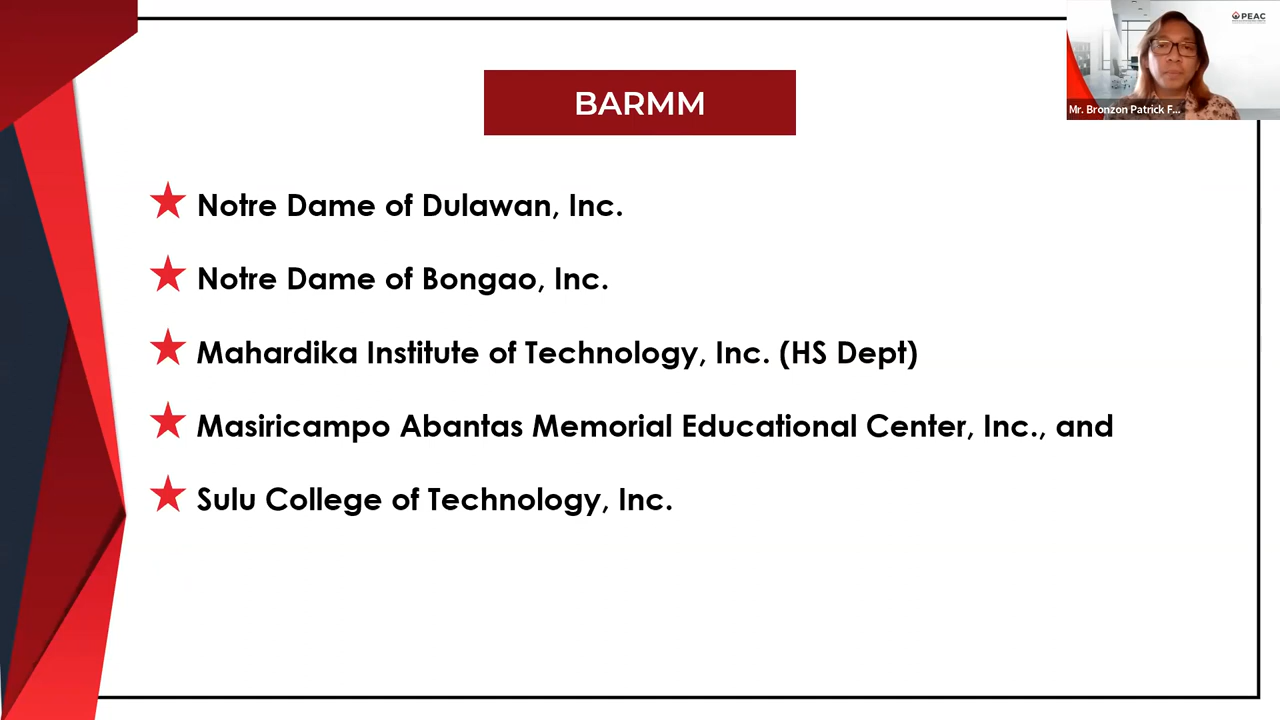 BARMM
PEAC
Mr. Bronzon Patrick F...
Notre Dame of Dulawan, Inc.
Notre Dame of Bongao, Inc.
Mahardika Institute of Technology, Inc. (HS Dept)
Masiricampo Abantas Memorial Educational Center, Inc., and
Sulu College of Technology, Inc.